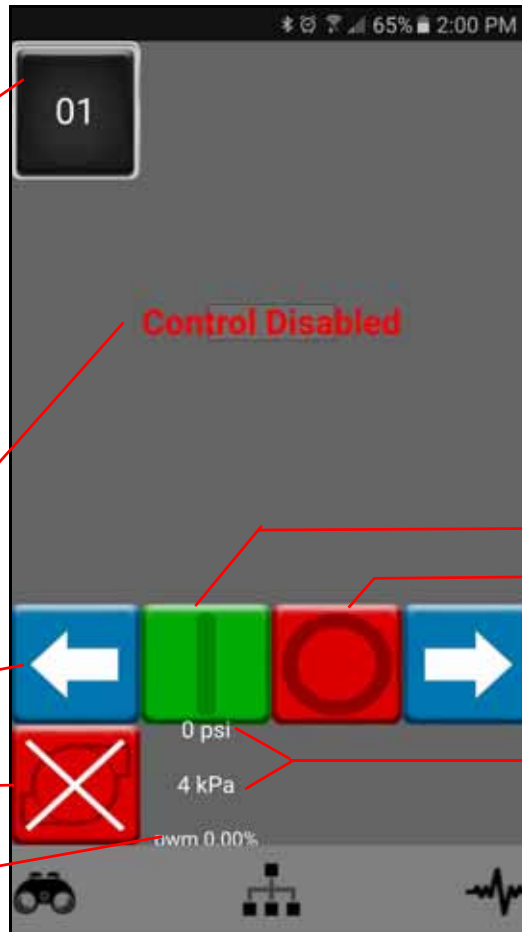 65% 2:00 PM
01
Control Disabled
0 psi
4 kPa
pwm 0.00%